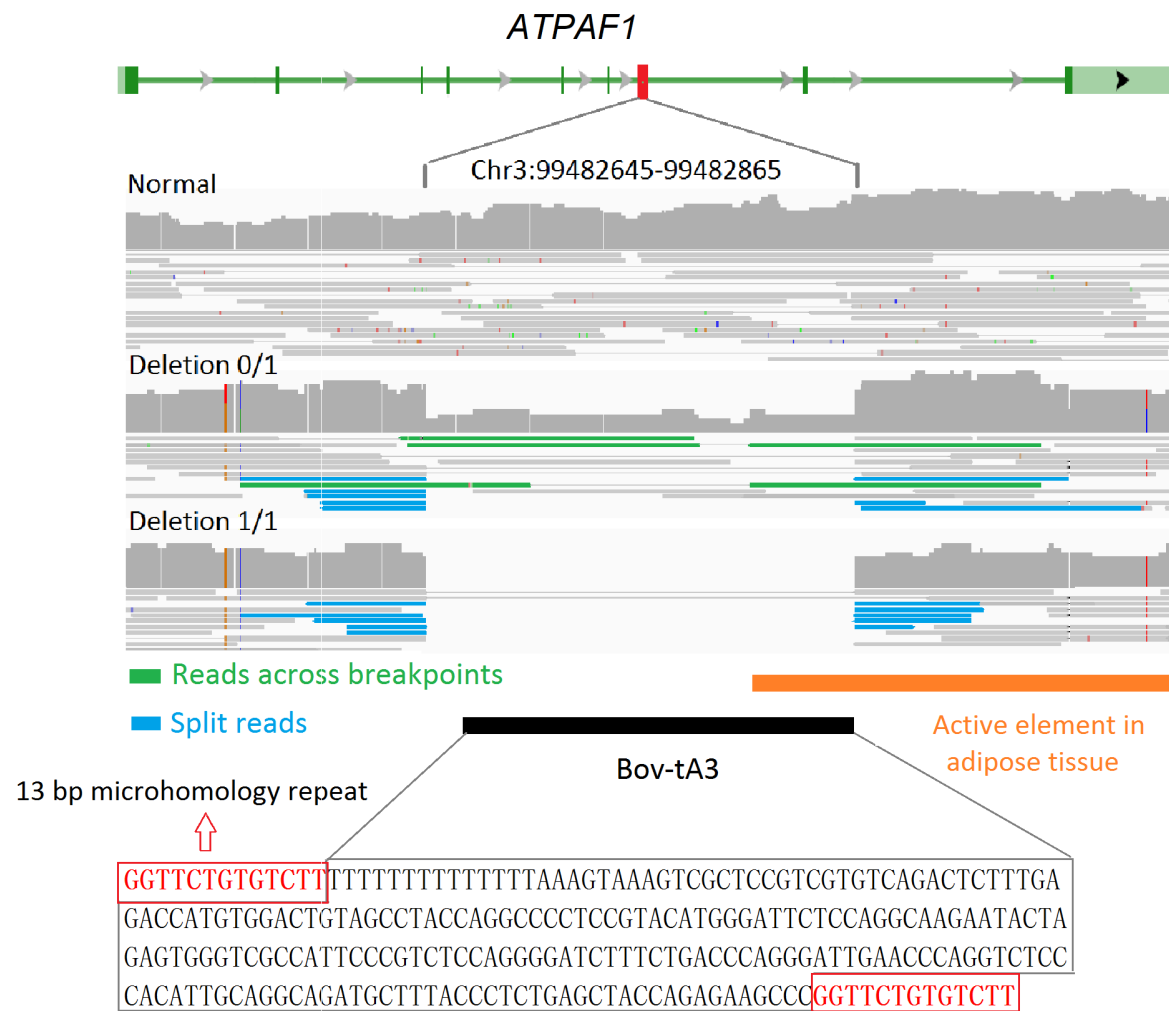 ATPAF1
Chr3:99482645-99482865
Normal
Deletion 0/1
Deletion 1/1
Reads across breakpoints
Split reads
Active element in
adipose tissue
Bov-tA3
13 bp microhomology repeat
GGTTCTGTGTCTTTTTTTTTTTTTTTAAAGTAAAGTCGCTCCGTCGTGTCAGACTCTTTGA
GACCATGTGGACTGTAGCCTACCAGGCCCCTCCGTACATGGGATTCTCCAGGCAAGAATACTA
GAGTGGGTCGCCATTCCCGTCTCCAGGGGATCTTTCTGACCCAGGGATTGAACCCAGGTCTCC
CACATTGCAGGCAGATGCTTTACCCTCTGAGCTACCAGAGAAGCCCGGTTCTGTGTCTT